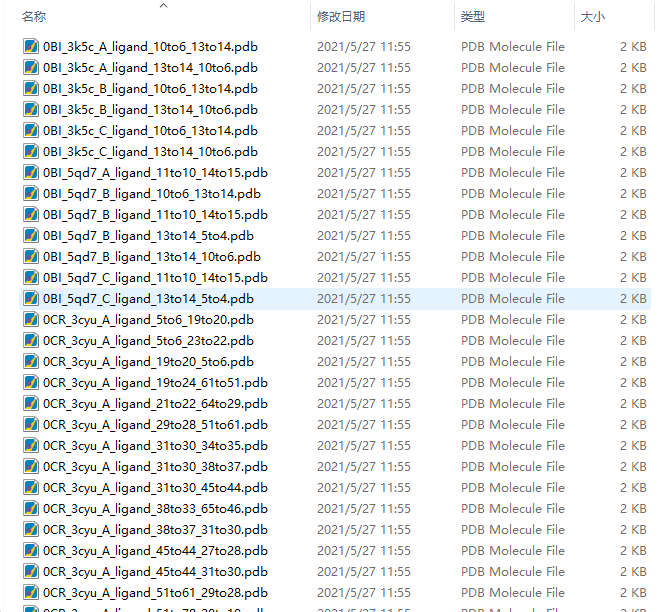 名称 修改日期 类型 大小
0BI_3k5c_A_ligand_10to6_13to14.pdb 2021/5/27 11:55 PDB Molecule File 2 KB
0BI_3k5c_A_ligand_13to14_10to6.pdb 2021/5/27 11:55 PDB Molecule File 2 KB
0BI_3k5c_B_ligand_10to6_13to14.pdb 2021/5/27 11:55 PDB Molecule File 2 KB
0BI_3k5c_B_ligand_13to14_10to6.pdb 2021/5/27 11:55 PDB Molecule File 2 KB
0BI_3k5c_C_ligand_10to6_13to14.pdb 2021/5/27 11:55 PDB Molecule File 2 KB
0BI_3k5c_C_ligand_13to14_10to6.pdb 2021/5/27 11:55 PDB Molecule File 2 KB
0BI_5qd7_A_ligand_11to10_14to15.pdb 2021/5/27 11:55 PDB Molecule File 2 KB
0BI_5qd7_B_ligand_10to6_13to14.pdb 2021/5/27 11:55 PDB Molecule File 2 KB
0BI_5qd7_B_ligand_11to10_14to15.pdb 2021/5/27 11:55 PDB Molecule File 2 KB
0BI_5qd7_B_ligand_13to14_5to4.pdb 2021/5/27 11:55 PDB Molecule File 2 KB
0BI_5qd7_B_ligand_13to14_10to6.pdb 2021/5/27 11:55 PDB Molecule File 2 KB
0BI_5qd7_C_ligand_11to10_14to15.pdb 2021/5/27 11:55 PDB Molecule File 2 KB
0BI_5qd7_C_ligand_13to14_5to4.pdb 2021/5/27 11:55 PDB Molecule File 2 KB
0CR_3cyu_A_ligand_5to6_19to20.pdb 2021/5/27 11:55 PDB Molecule File 2 KB
0CR_3cyu_A_ligand_5to6_23to22.pdb 2021/5/27 11:55 PDB Molecule File 2 KB
0CR_3cyu_A_ligand_19to20_5to6.pdb 2021/5/27 11:55 PDB Molecule File 2 KB
0CR_3cyu_A_ligand_19to24_61to51.pdb 2021/5/27 11:55 PDB Molecule File 2 KB
0CR_3cyu_A_ligand_21to22_64to29.pdb 2021/5/27 11:55 PDB Molecule File 2 KB
0CR_3cyu_A_ligand_29to28_51to61.pdb 2021/5/27 11:55 PDB Molecule File 2 KB
0CR_3cyu_A_ligand_31to30_34to35.pdb 2021/5/27 11:55 PDB Molecule File 2 KB
0CR_3cyu_A_ligand_31to30_38to37.pdb 2021/5/27 11:55 PDB Molecule File 2 KB
0CR_3cyu_A_ligand_31to30_45to44.pdb 2021/5/27 11:55 PDB Molecule File 2 KB
0CR_3cyu_A_ligand_38to33_65to46.pdb 2021/5/27 11:55 PDB Molecule File 2 KB
0CR_3cyu_A_ligand_38to37_31to30.pdb 2021/5/27 11:55 PDB Molecule File 2 KB
0CR_3cyu_A_ligand_45to44_27to28.pdb 2021/5/27 11:55 PDB Molecule File 2 KB
0CR_3cyu_A_ligand_45to44_31to30.pdb 2021/5/27 11:55 PDB Molecule File 2 KB
0CR_3cyu_A_ligand_51to61_29to28.pdb 2021/5/27 11:55 PDB Molecule File 2 KB
2021/5/27 11:55 PDB Molecule File 2 KB